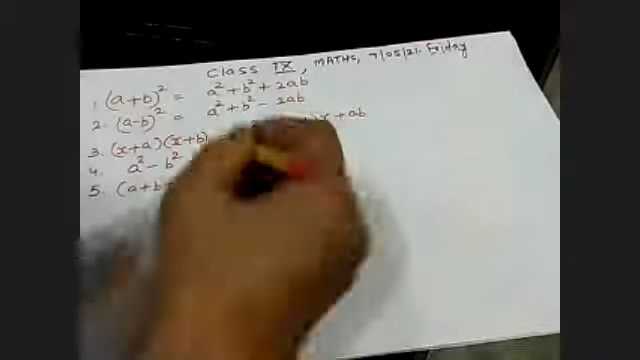 Class IX, MATHS, 7/05/21. Friday
1. (a+b)² = a² + b² + 2ab
2. (a-b)² = a² + b² - 2ab
3. (x+a)(x+b) x + ab
4. a² - b²
5. (a+b